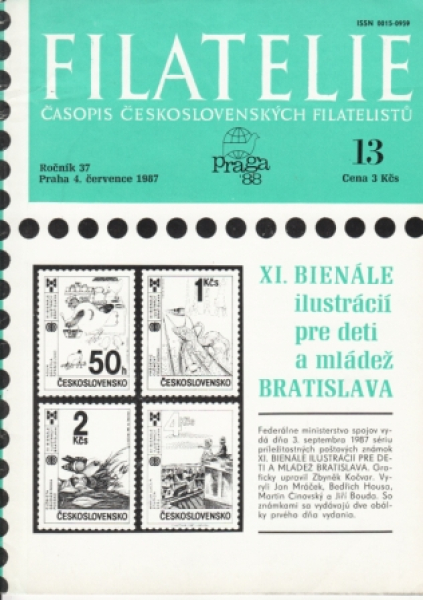 ISSN 0015-0959
FILATELIE
ČASOPIS ČESKOSLOVENSKÝCH FILATELISTŮ
Ročník 37
Praha 4. července 1987
praga
'88
13
Cena 3 Kčs
XI. BIENÁLE
ilustrácií
pre deti
a mládež
BRATISLAVA
50h
ČESKOSLOVENSKO
1
Kčs
ČESKOSLOVENSKO
2
Kčs
ČESKOSLOVENSKO
4
Kčs
ČESKOSLOVENSKO
Federálne ministerstvo spojov vy-
dá dňa 3. septembra 1987 sériu
príležitostných poštových známok
XI. BIENÁLE ILUSTRÁCIÍ PRE DE-
TI A MLÁDEŽ BRATISLAVA. Gra-
ficky upravil Zbyněk Kočvar. Vy-
ryli Jan Mráček, Bedřich Housa,
Martin Činovský a Jiří Bouda. So
známkami sa vydávajú dve obál-
ky prvého dňa vydania.